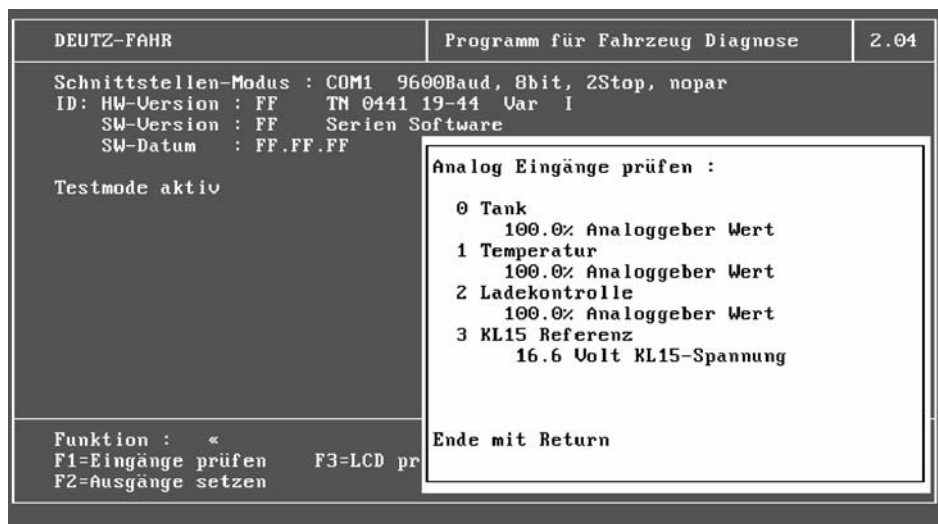 DEUTZ-FAHR
Programm für Fahrzeug Diagnose
2.04
Schnittstellen-Modus : COM1 9600Baud, 8bit, 2Stop, nopar
ID: HW-Version : FF TN 0441 19-44 Var I
SW-Version : FF Serien Software
SW-Datum : FF.FF.FF
Testmode aktiv
Analog Eingänge prüfen :
0 Tank
100.0% Analoggeber Wert
1 Temperatur
100.0% Analoggeber Wert
2 Ladekontrolle
100.0% Analoggeber Wert
3 KL15 Referenz
16.6 Volt KL15-Spannung
Ende mit Return
Funktion : «
F1=Eingänge prüfen F3=LCD pr
F2=Ausgänge setzen